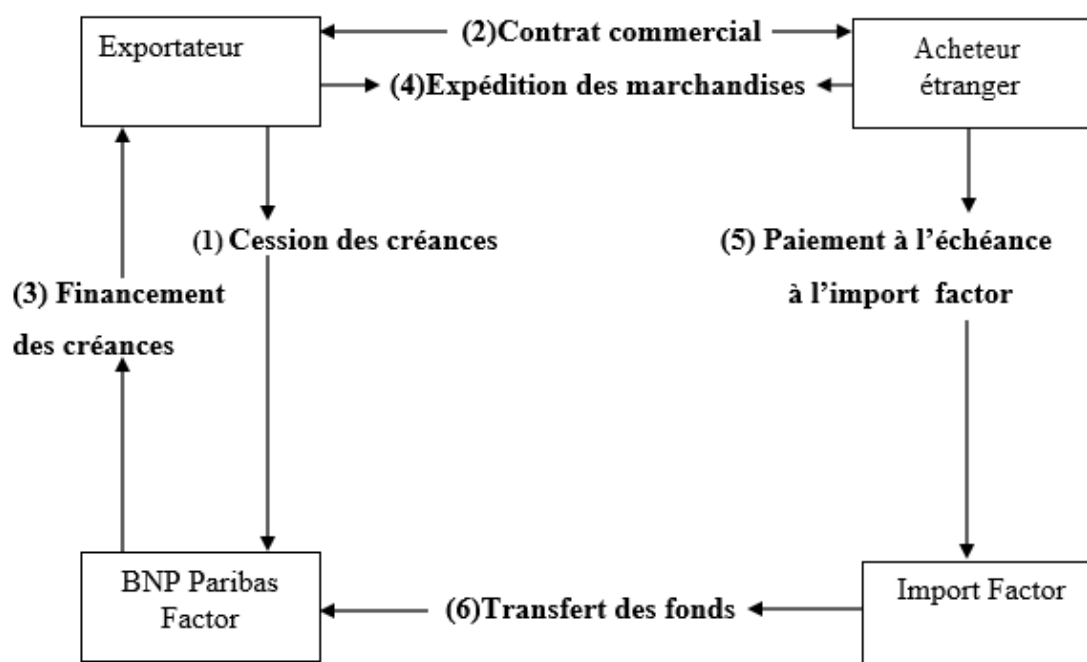 Exportateur
(2)Contrat commercial
Acheteur
étranger
(4)Expédition des marchandises
(1) Cession des créances
(5) Paiement à l'échéance
à l'import factor
(3) Financement
des créances
BNP Paribas
Factor
(6)Transfert des fonds
Import Factor